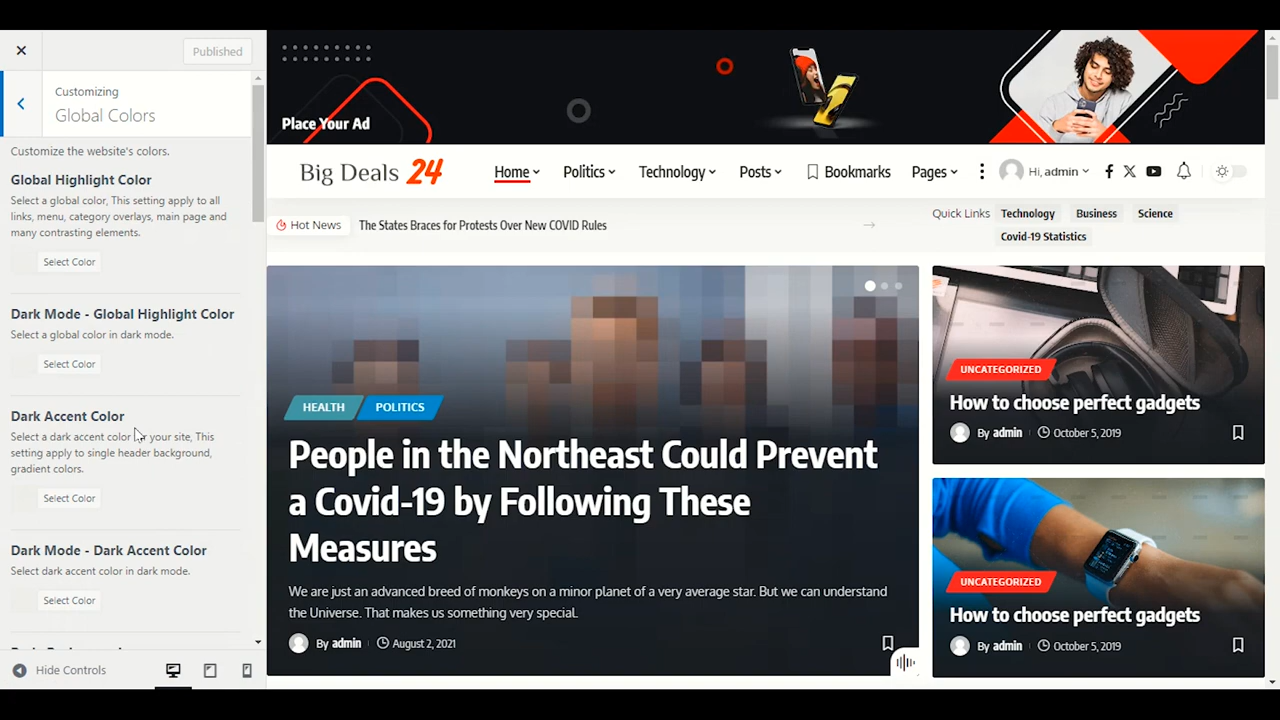 Published
Customizing
Global Colors
Customize the website's colors.
Global Highlight Color
Select a global color, This setting apply to all
links, menu, category overlays, main page and
many contrasting elements.
Select Color
Dark Mode - Global Highlight Color
Select a global color in dark mode.
Select Color
Dark Accent Color
Select a dark accent color for your site, This
setting apply to single header background,
gradient colors.
Select Color
Dark Mode - Dark Accent Color
Select dark accent color in dark mode.
Select Color
Hide Controls
Place Your Ad
Big Deals 24
Home Politics Technology Posts Bookmarks Pages Hi, admin
Hot News The States Braces for Protests Over New COVID Rules
Quick Links Technology Business Science
Covid-19 Statistics
HEALTH POLITICS
People in the Northeast Could Prevent
a Covid-19 by Following These
Measures
We are just an advanced breed of monkeys on a minor planet of a very average star. But we can understand
the Universe. That makes us something very special.
By admin August 2, 2021
UNCATEGORIZED
How to choose perfect gadgets
By admin October 5, 2019
UNCATEGORIZED
How to choose perfect gadgets
By admin October 5, 2019